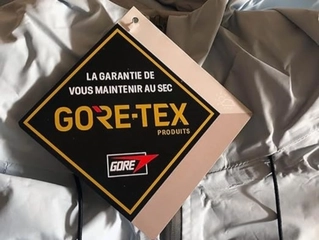 LA GARANTIE DE
VOUS MAINTENIR AU SEC
GORE-TEX
PRODUITS
GORE